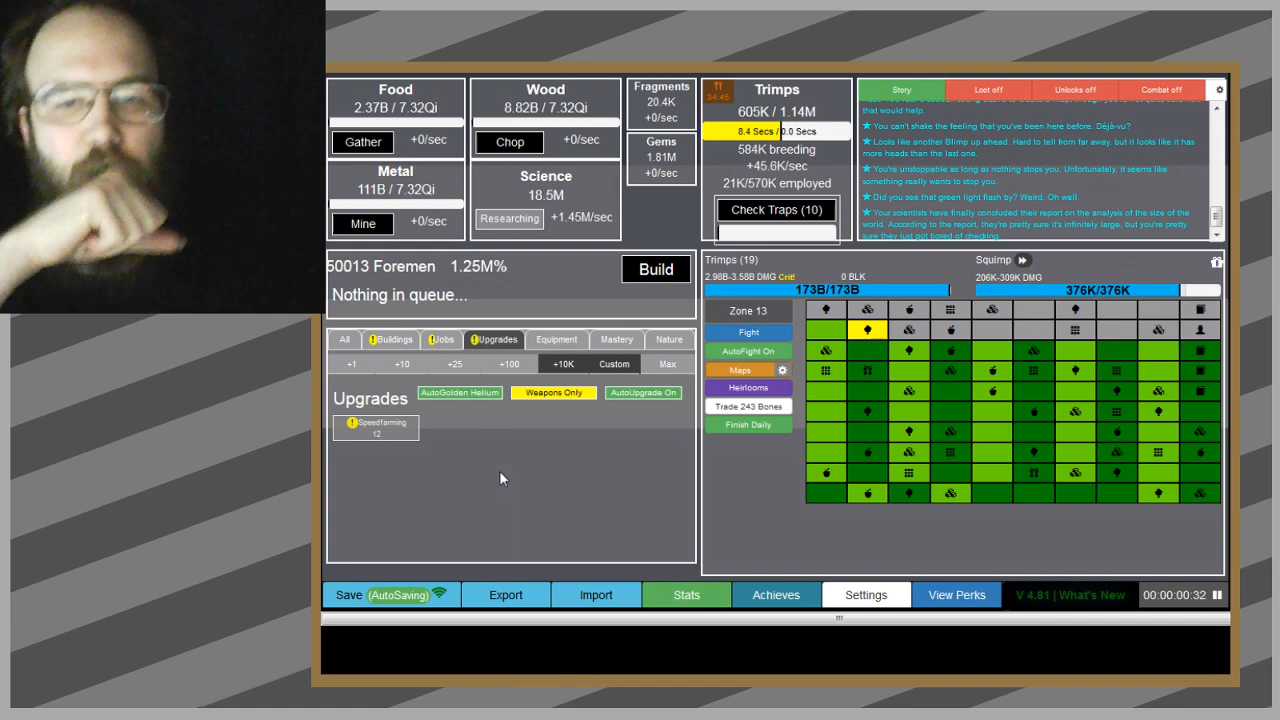 Food
2.37B / 7.32Qi
Gather
+0/sec
Wood
8.82B / 7.32Qi
Chop
+0/sec
Metal
111B / 7.32Qi
Mine
+0/sec
Science
18.5M
Researching
+1.45M/sec
Fragments
20.4K
+0/sec
Gems
1.81M
+0/sec
34:45
Trimps
605K / 1.14M
8.4 Secs / 0.0 Secs
584K breeding
+45.6K/sec
21K/570K employed
Check Traps (10)
Story
Loot off
Unlocks off
Combat off
that would help.
You can't shake the feeling that you've been here before. Déjà-vu?
Looks like another Blimp up ahead. Hard to tell from far away, but it looks like it has
more heads than the last one.
You're unstoppable as long as nothing stops you. Unfortunately, it seems like
something really wants to stop you.
Did you see that green light flash by? Weird. Oh well.
Your scientists have finally concluded their report on the analysis of the size of the
world. According to the report, they're pretty sure it's infinitely large, but you're pretty
sure they just got bored of checking.
50013 Foremen 1.25M%
Build
Nothing in queue...
All
Buildings
Jobs
Upgrades
Equipment
Mastery
Nature
+1
+10
+25
+100
+10K
Custom
Max
Upgrades
AutoGolden Helium
Weapons Only
AutoUpgrade On
Speedfarming
12
Trimps (19)
2.98B-3.58B DMG Crit!
0 BLK
173B/173B
Squimp
206K-309K DMG
376K/376K
Zone 13
Fight
AutoFight On
Maps
Heirlooms
Trade 243 Bones
Finish Daily
Save (AutoSaving)
Export
Import
Stats
Achieves
Settings
View Perks
V 4.81 | What's New
00:00:00:32